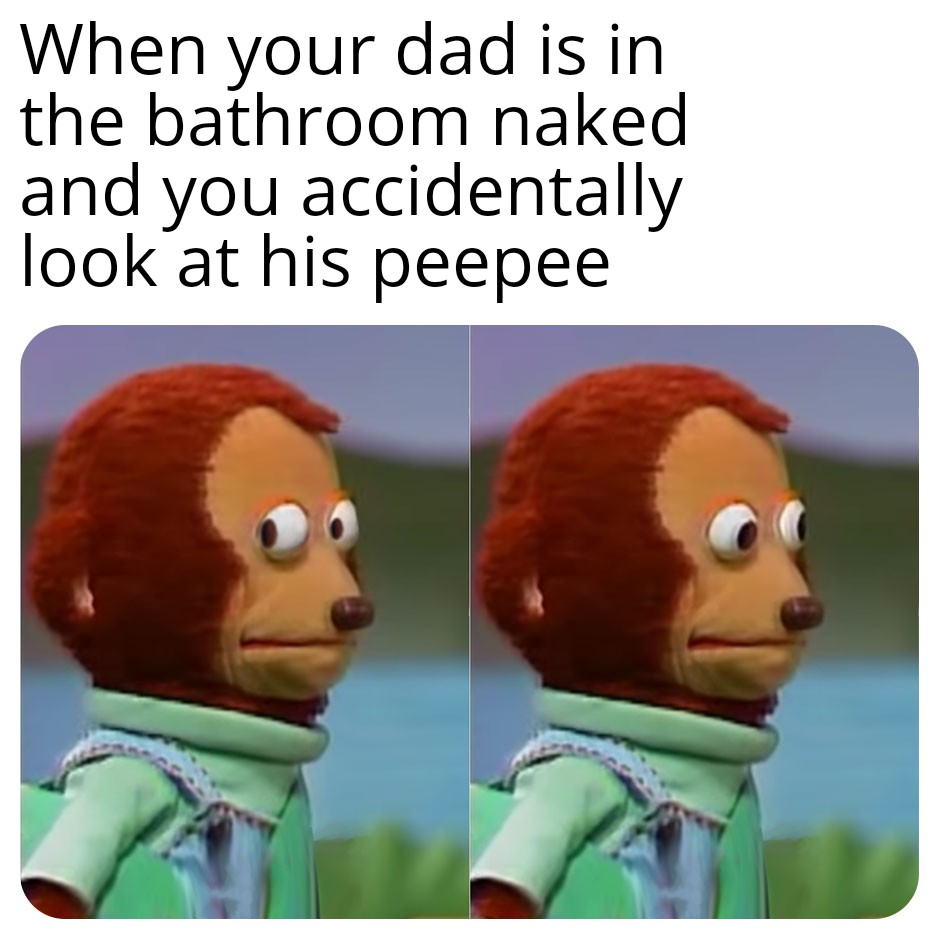 When your dad is in
the bathroom naked
and you accidentally
look at his peepee